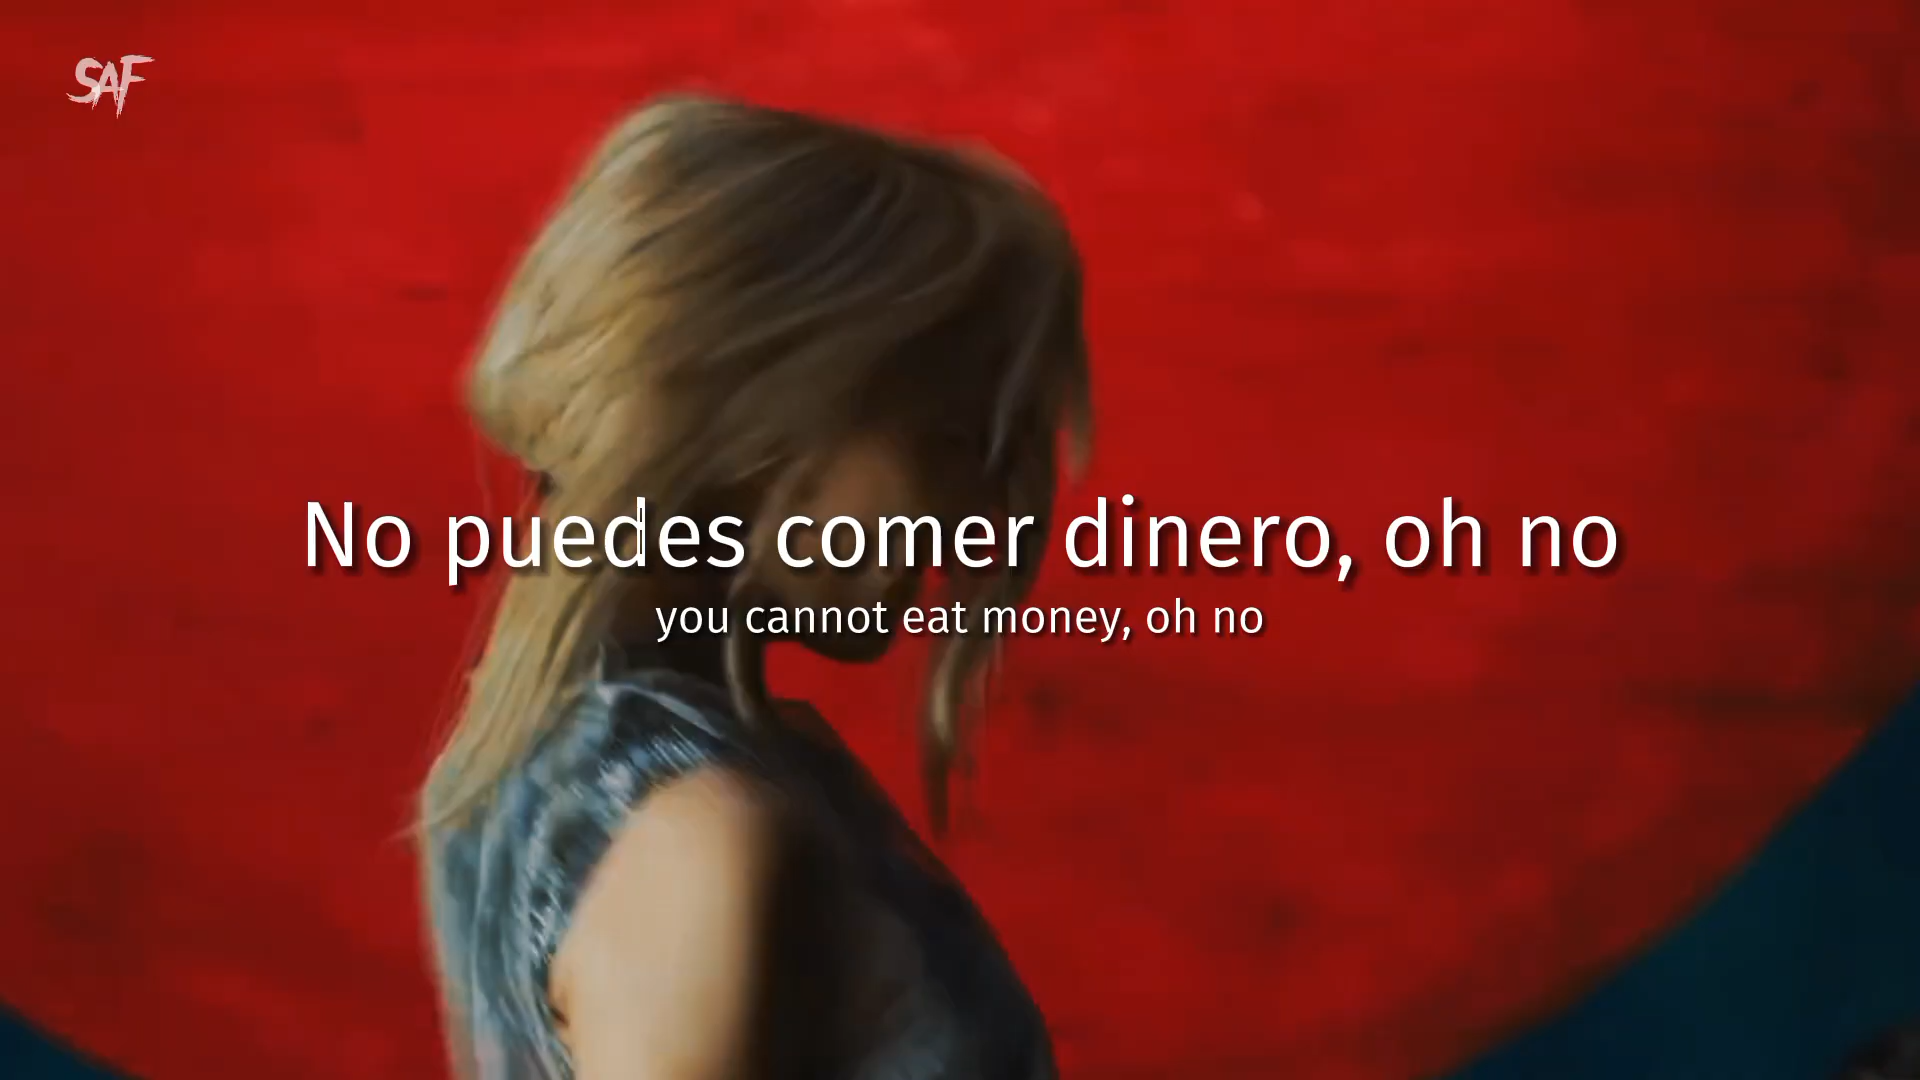 SAF
No puedes comer dinero, oh no
you cannot eat money, oh no